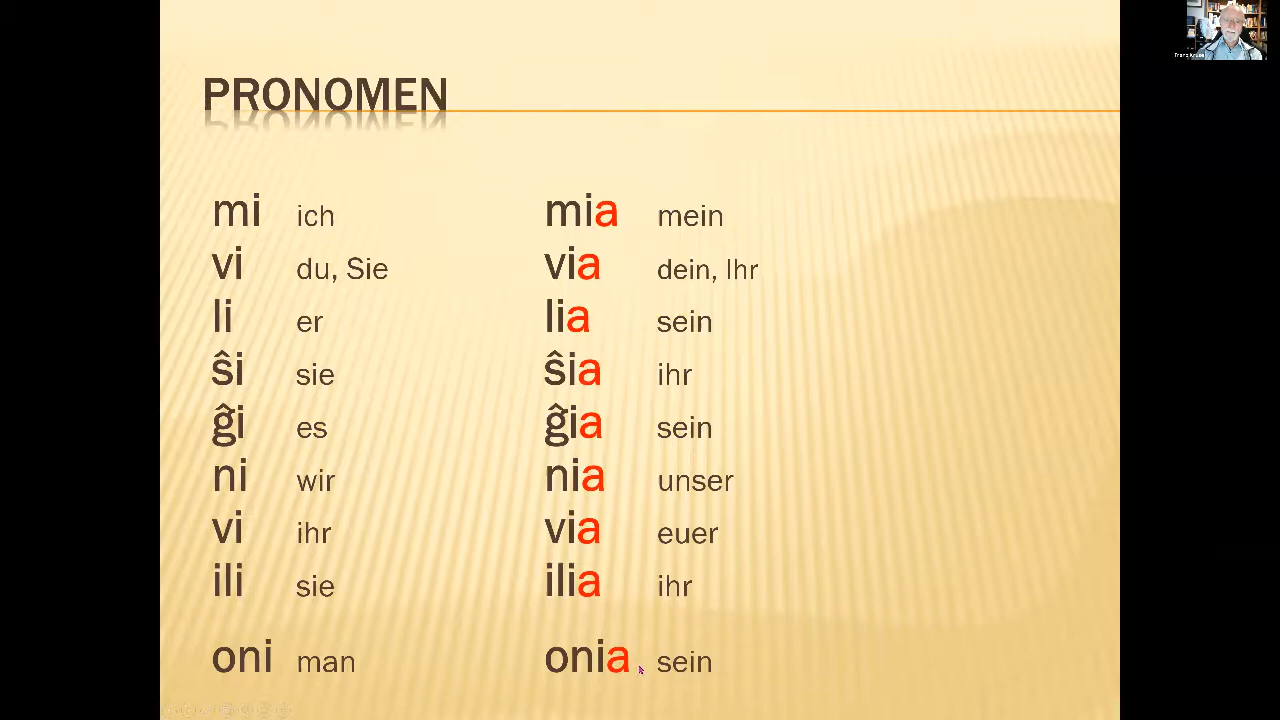 PRONOMEN
mi ich mia mein
vi du, Sie via dein, Ihr
li er lia sein
ŝi sie ŝia ihr
ĝi es ĝia sein
ni wir nia unser
vi ihr via euer
ili sie ilia ihr
oni man onia sein